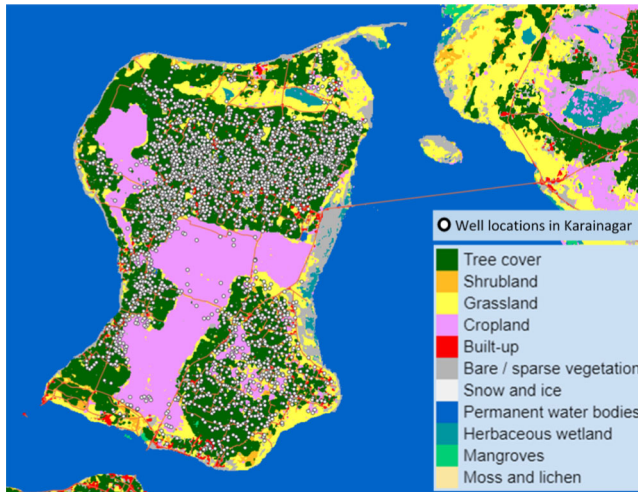 Well locations in Karainagar
Tree cover
Shrubland
Grassland
Cropland
Built-up
Bare / sparse vegetation
Snow and ice
Permanent water bodies
Herbaceous wetland
Mangroves
Moss and lichen